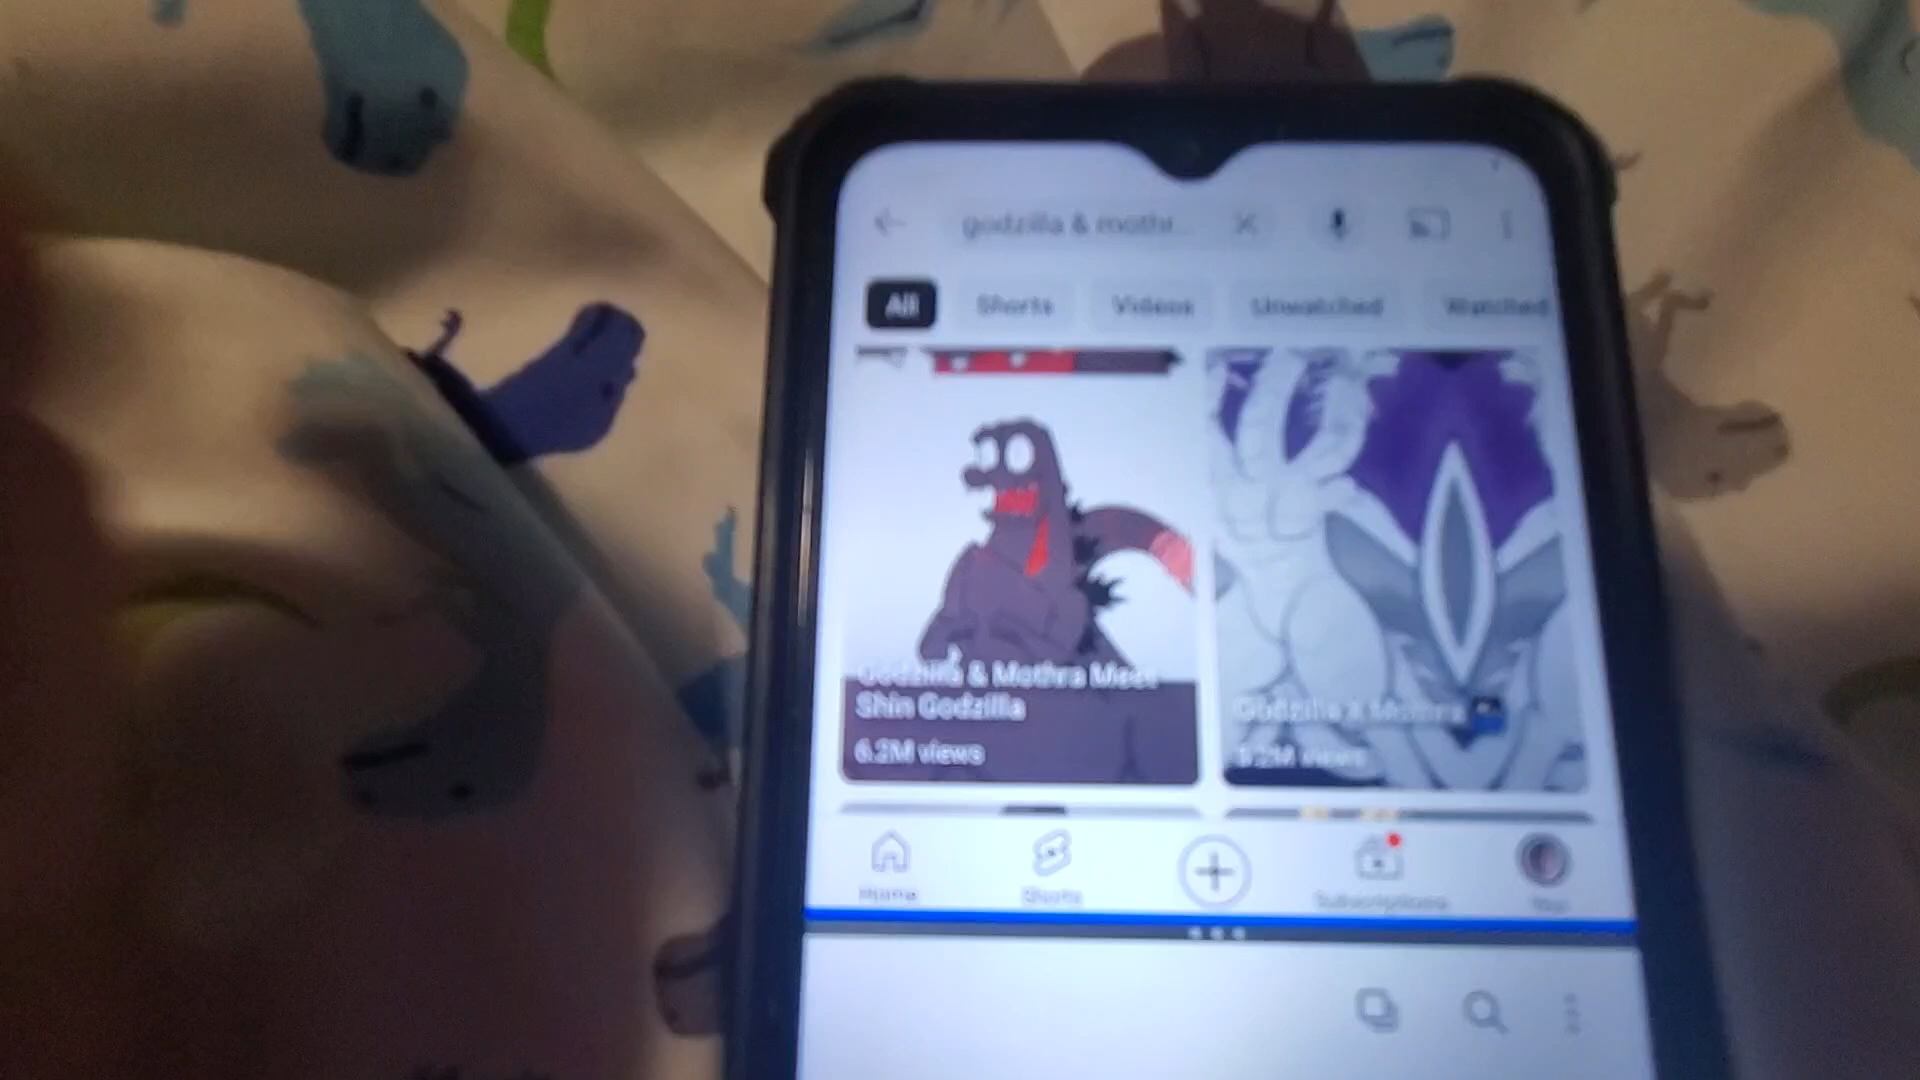 godzilla & mothr...
All Shorts Videos Unwatched Watched
Godzilla & Mothra Meet
Shin Godzilla
6.2M views
Godzilla X Mothra
Home Shorts Subscriptions You